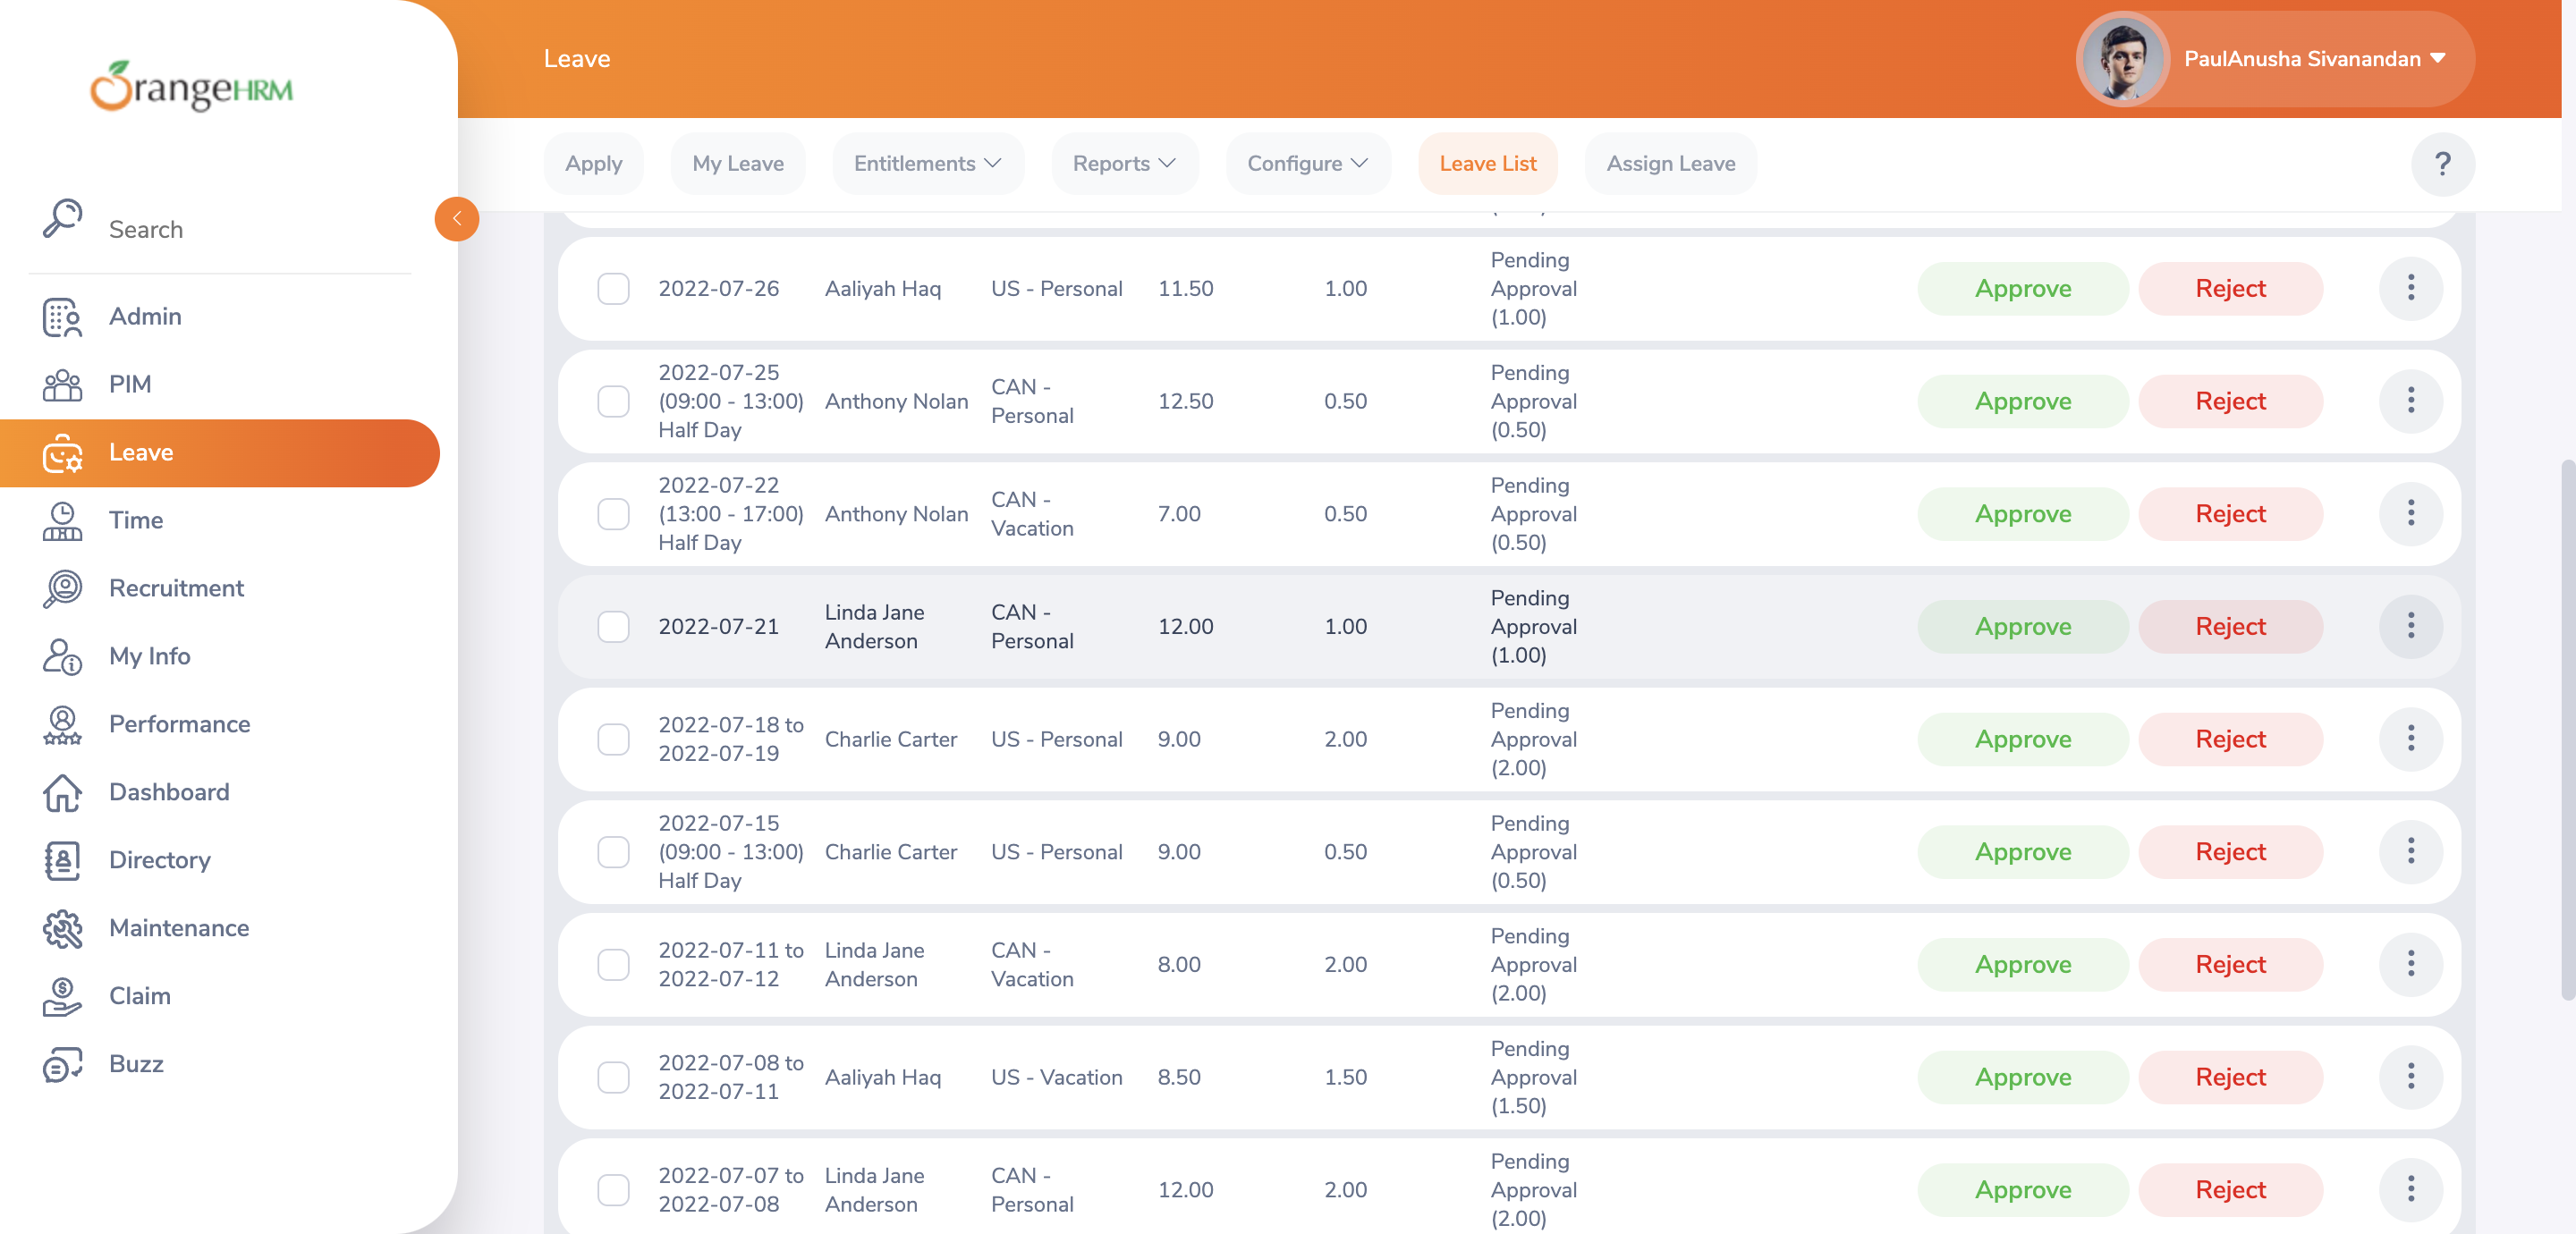 OrangeHRM
Leave
PaulAnusha Sivanandan
Apply
My Leave
Entitlements
Reports
Configure
Leave List
Assign Leave
?
Search
Admin
PIM
Leave
Time
Recruitment
My Info
Performance
Dashboard
Directory
Maintenance
Claim
Buzz
2022-07-26
Aaliyah Haq
US - Personal
11.50
1.00
Pending
Approval
(1.00)
Approve
Reject
2022-07-25
(09:00 - 13:00)
Half Day
Anthony Nolan
CAN -
Personal
12.50
0.50
Pending
Approval
(0.50)
Approve
Reject
2022-07-22
(13:00 - 17:00)
Half Day
Anthony Nolan
CAN -
Vacation
7.00
0.50
Pending
Approval
(0.50)
Approve
Reject
2022-07-21
Linda Jane
Anderson
CAN -
Personal
12.00
1.00
Pending
Approval
(1.00)
Approve
Reject
2022-07-18 to
2022-07-19
Charlie Carter
US - Personal
9.00
2.00
Pending
Approval
(2.00)
Approve
Reject
2022-07-15
(09:00 - 13:00)
Half Day
Charlie Carter
US - Personal
9.00
0.50
Pending
Approval
(0.50)
Approve
Reject
2022-07-11 to
2022-07-12
Linda Jane
Anderson
CAN -
Vacation
8.00
2.00
Pending
Approval
(2.00)
Approve
Reject
2022-07-08 to
2022-07-11
Aaliyah Haq
US - Vacation
8.50
1.50
Pending
Approval
(1.50)
Approve
Reject
2022-07-07 to
2022-07-08
Linda Jane
Anderson
CAN -
Personal
12.00
2.00
Pending
Approval
(2.00)
Approve
Reject